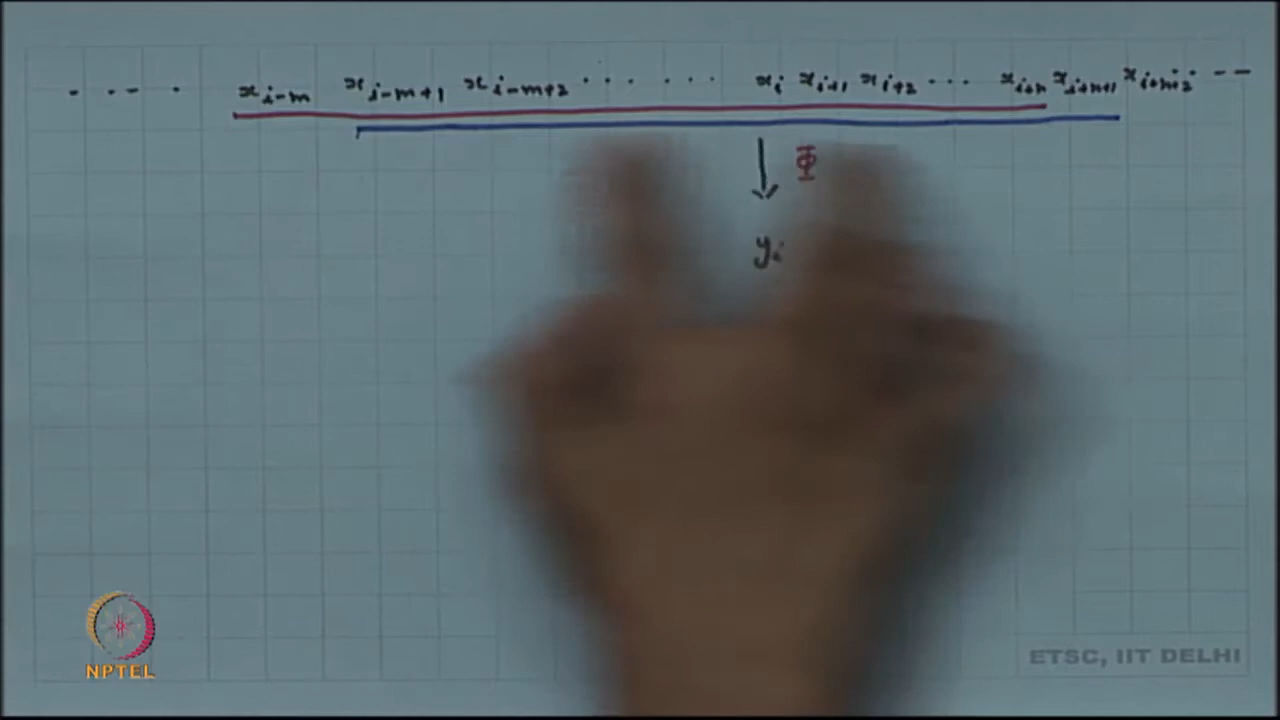 . . - . x_{i-m} x_{i-m+1} x_{i-m+2} . . . . . . . x_i x_{i+1} x_{i+2} . . . x_{i+n} x_{i+n+1} x_{i+n+2} . - -
Φ
y_i
NPTEL
ETSC, IIT DELHI